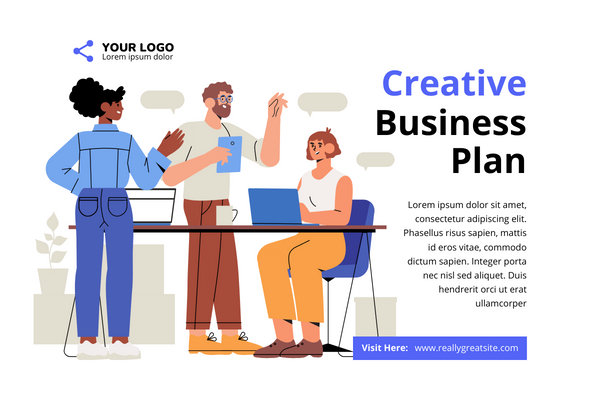 YOUR LOGO
Lorem ipsum dolor
Creative
Business
Plan
Lorem ipsum dolor sit amet,
consectetur adipiscing elit.
Phasellus risus sapien, mattis
id eros vitae, commodo
dictum sapien. Integer porta
nec nisl sed aliquet. Duis
hendrerit orci ut erat
ullamcorper
Visit Here: www.reallygreatsite.com